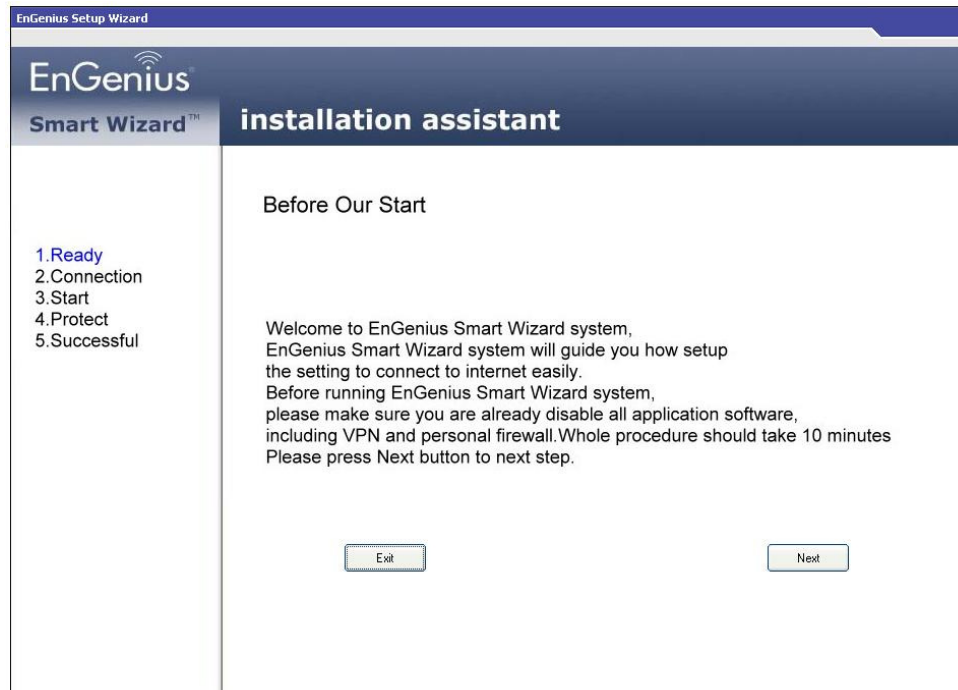 EnGenius Setup Wizard
EnGenius®
Smart Wizard™
installation assistant
Before Our Start
1.Ready
2.Connection
3.Start
4.Protect
5.Successful
Welcome to EnGenius Smart Wizard system,
EnGenius Smart Wizard system will guide you how setup
the setting to connect to internet easily.
Before running EnGenius Smart Wizard system,
please make sure you are already disable all application software,
including VPN and personal firewall.Whole procedure should take 10 minutes
Please press Next button to next step.
Exit
Next